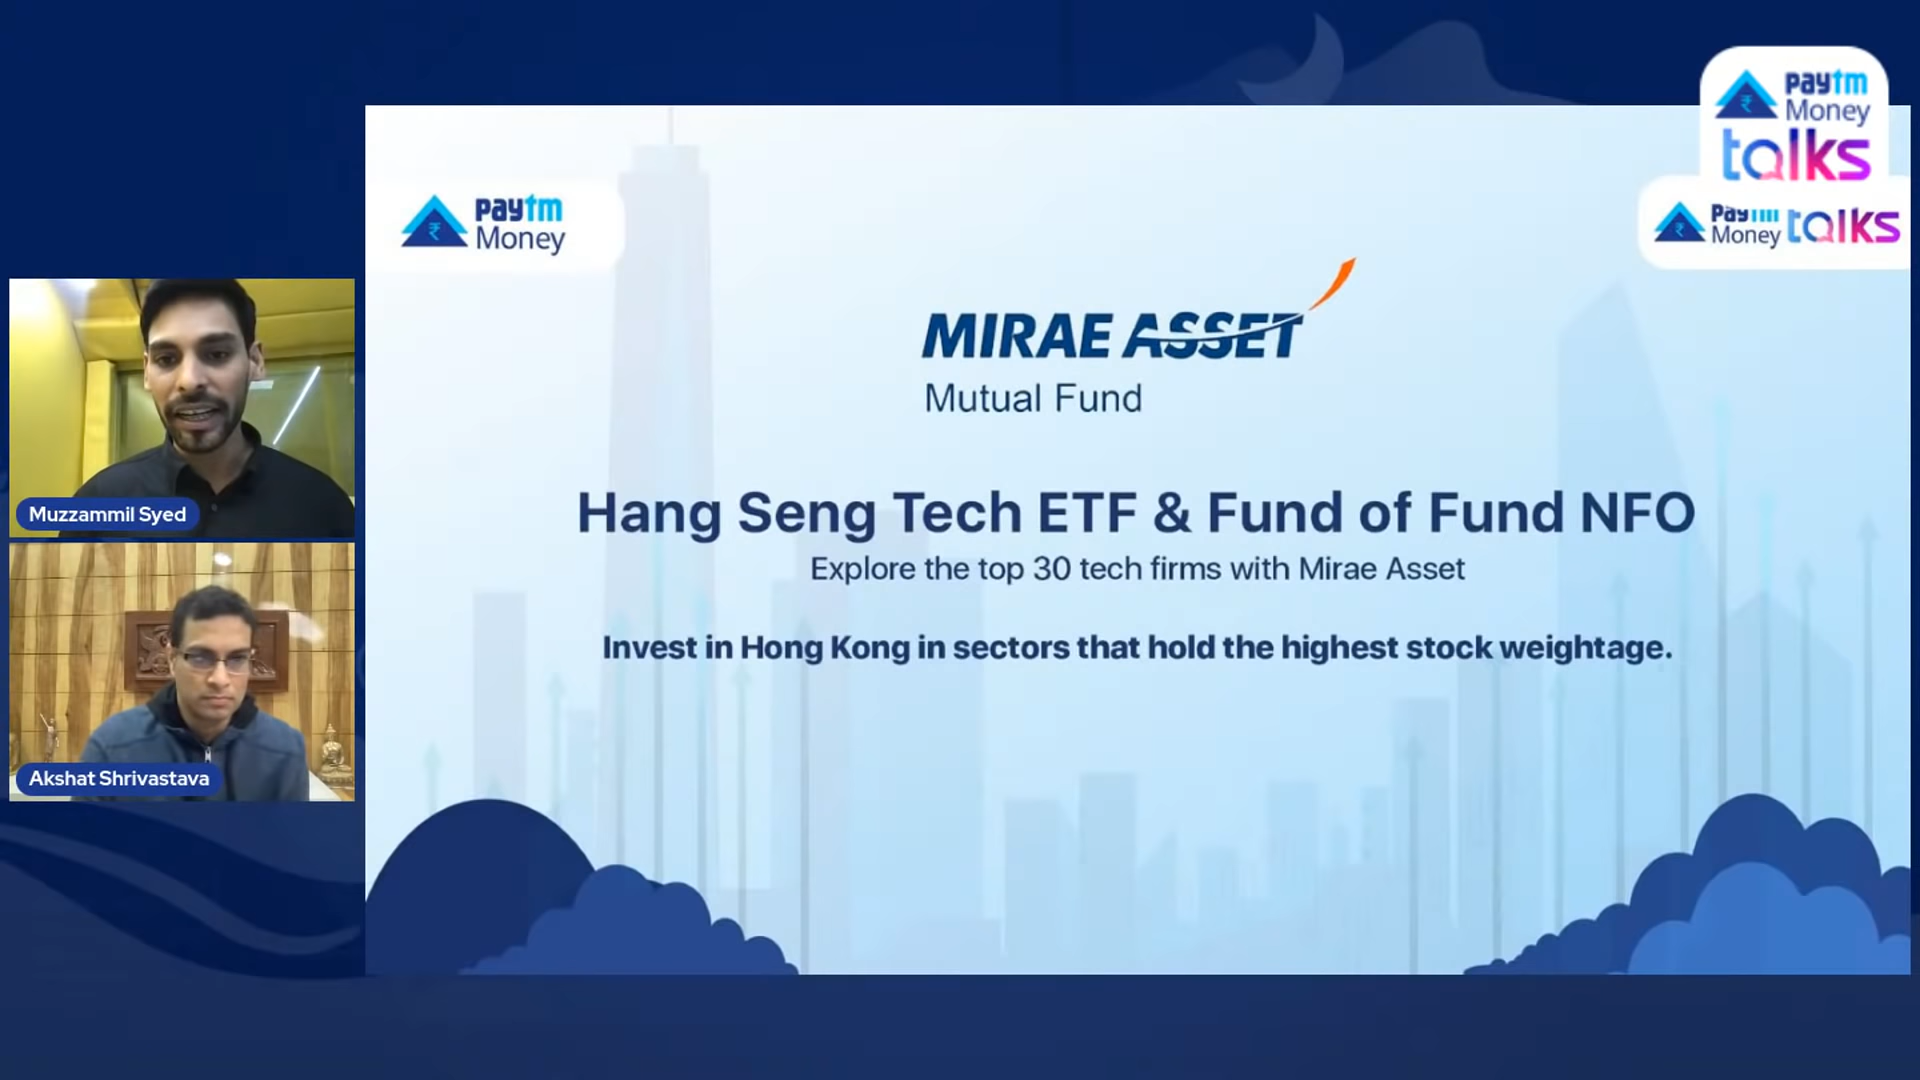 paytm
Money
talks
Paytm
Money talks
paytm
Money
MIRAE ASSET
Mutual Fund
Hang Seng Tech ETF & Fund of Fund NFO
Explore the top 30 tech firms with Mirae Asset
Invest in Hong Kong in sectors that hold the highest stock weightage.
Muzzammil Syed
Akshat Shrivastava